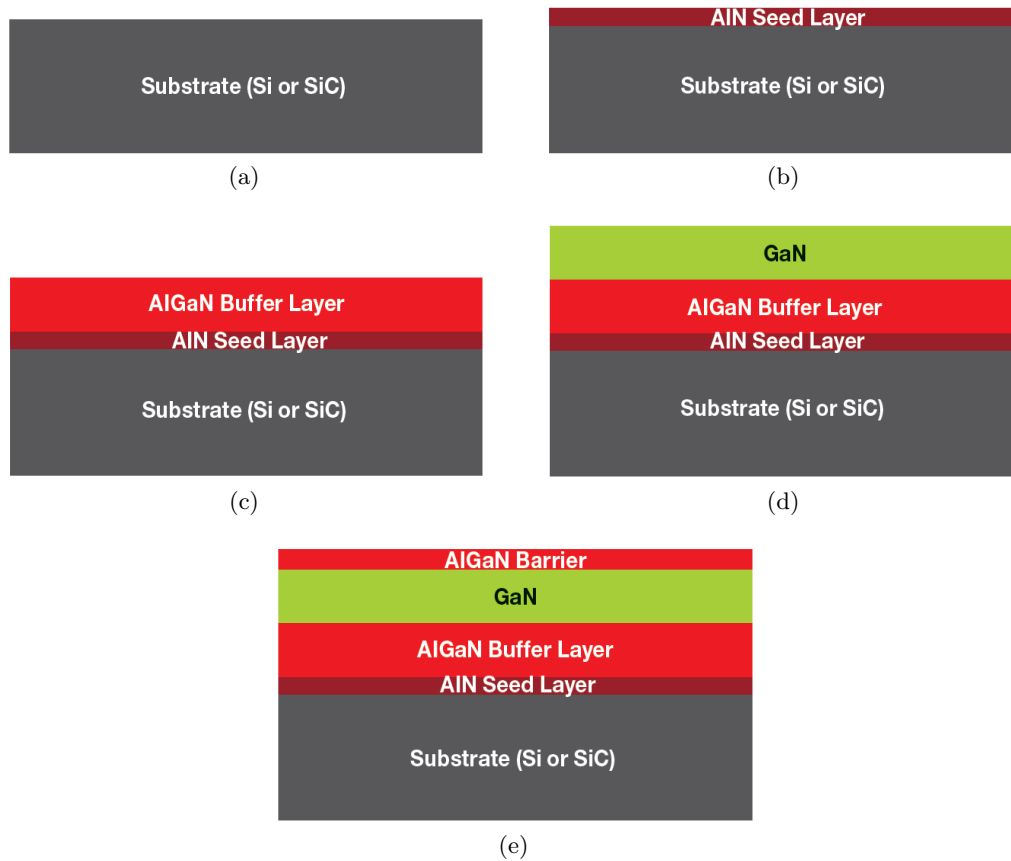 Substrate (Si or SiC)
(a)
AlN Seed Layer
Substrate (Si or SiC)
(b)
AlGaN Buffer Layer
AlN Seed Layer
Substrate (Si or SiC)
(c)
GaN
AlGaN Buffer Layer
AlN Seed Layer
Substrate (Si or SiC)
(d)
AlGaN Barrier
GaN
AlGaN Buffer Layer
AlN Seed Layer
Substrate (Si or SiC)
(e)